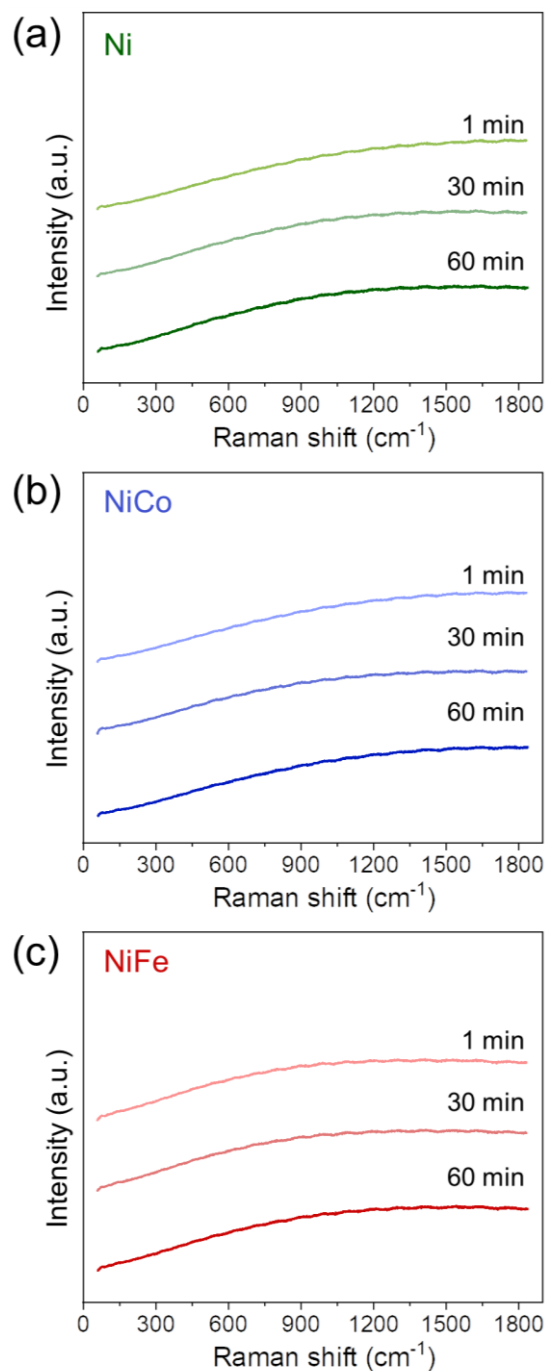 (a)
Ni
1 min
30 min
60 min
Intensity (a.u.)
0 300 600 900 1200 1500 1800
Raman shift (cm⁻¹)
(b)
NiCo
1 min
30 min
60 min
Intensity (a.u.)
0 300 600 900 1200 1500 1800
Raman shift (cm⁻¹)
(c)
NiFe
1 min
30 min
60 min
Intensity (a.u.)
0 300 600 900 1200 1500 1800
Raman shift (cm⁻¹)